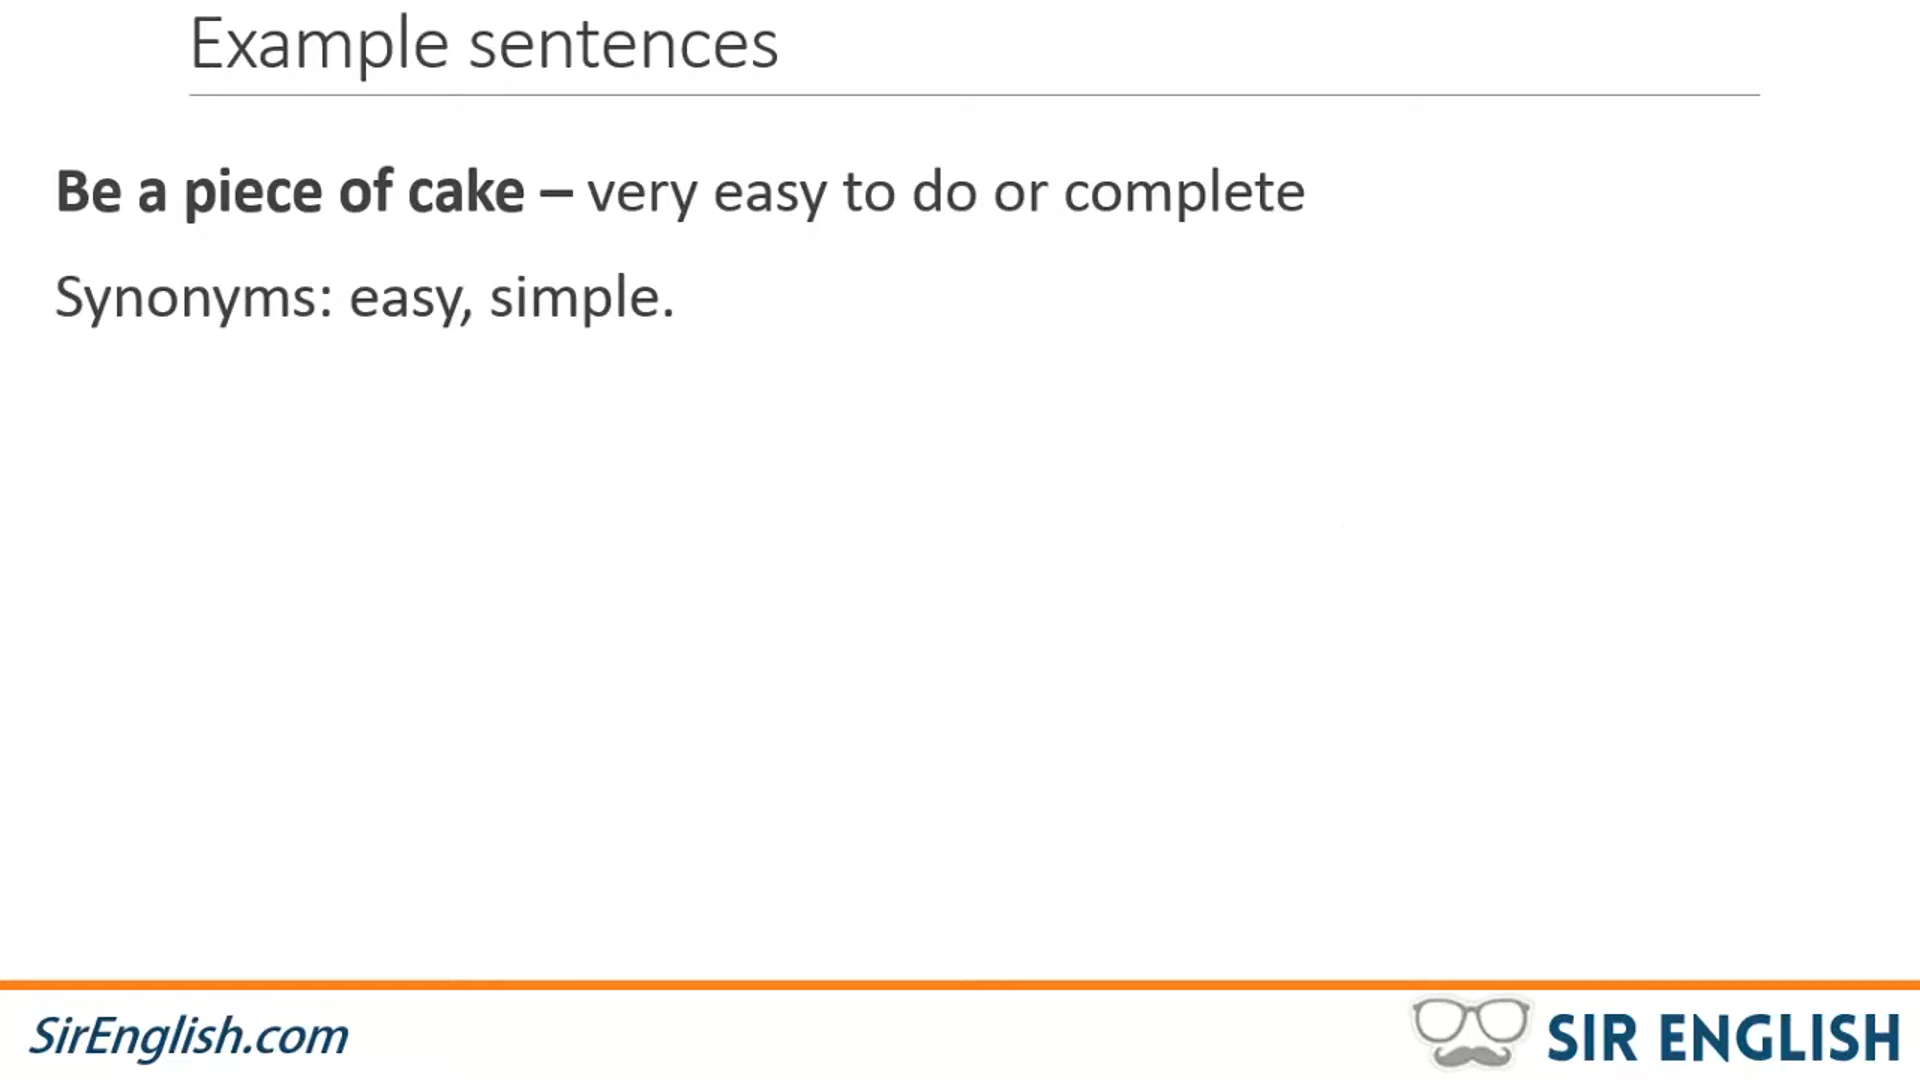 Example sentences
Be a piece of cake – very easy to do or complete
Synonyms: easy, simple.
SirEnglish.com
SIR ENGLISH